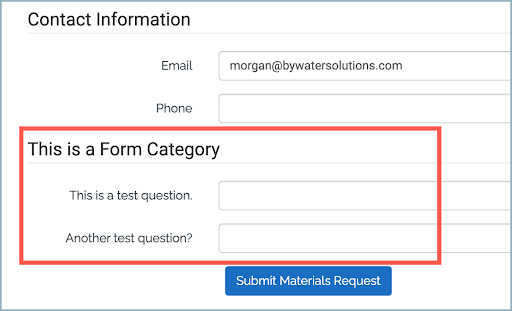 Contact Information
Email morgan@bywatersolutions.com
Phone
This is a Form Category
This is a test question.
Another test question?
Submit Materials Request